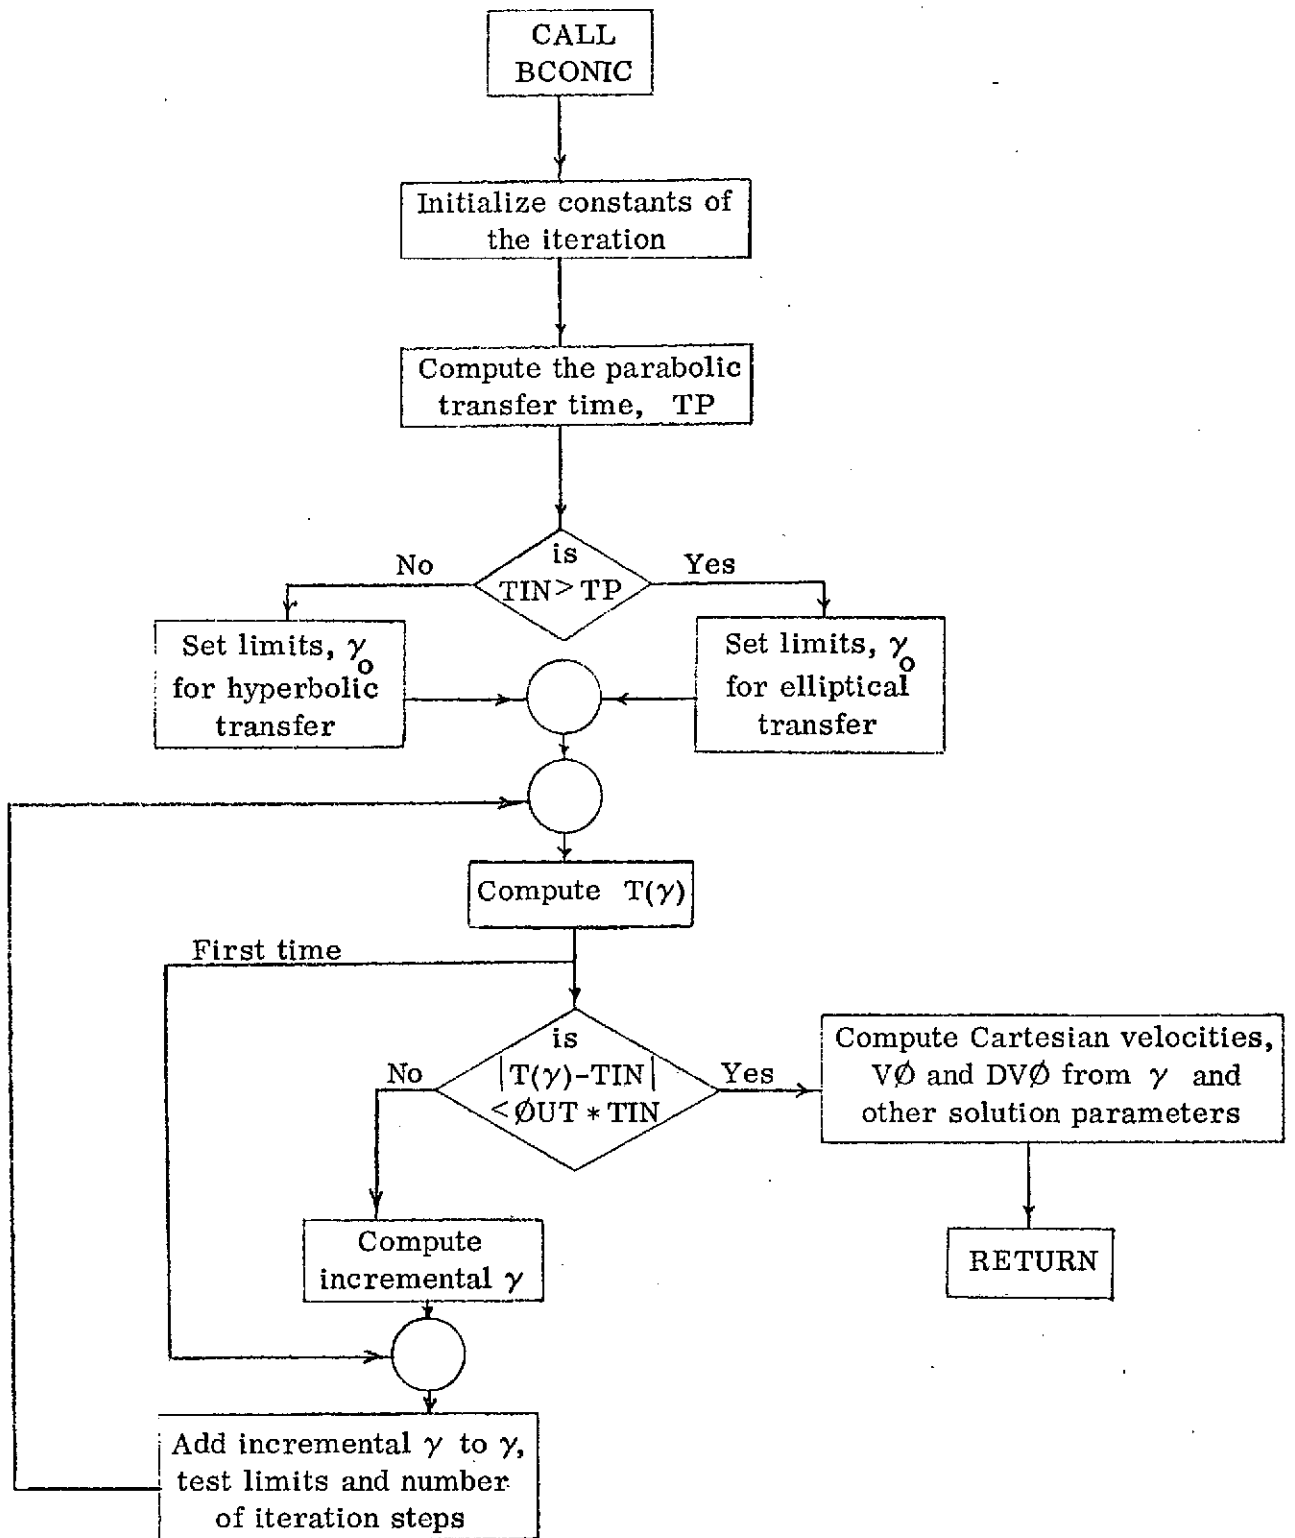 CALL
BCONIC
Initialize constants of
the iteration
Compute the parabolic
transfer time, TP
is
TIN > TP
No
Yes
Set limits, γo
for hyperbolic
transfer
Set limits, γo
for elliptical
transfer
Compute T(γ)
First time
is
|T(γ)-TIN|
<ØUT * TIN
No
Yes
Compute Cartesian velocities,
VØ and DVØ from γ and
other solution parameters
Compute
incremental γ
RETURN
Add incremental γ to γ,
test limits and number
of iteration steps